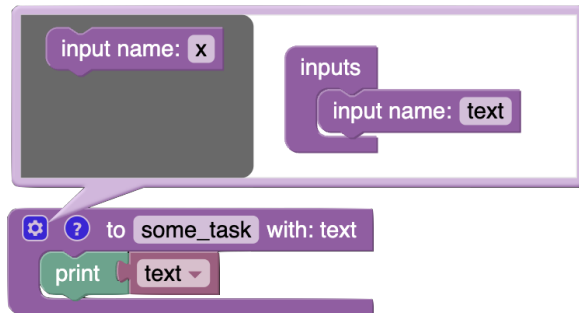 input name: x
inputs
input name: text
? to some_task with: text
print text